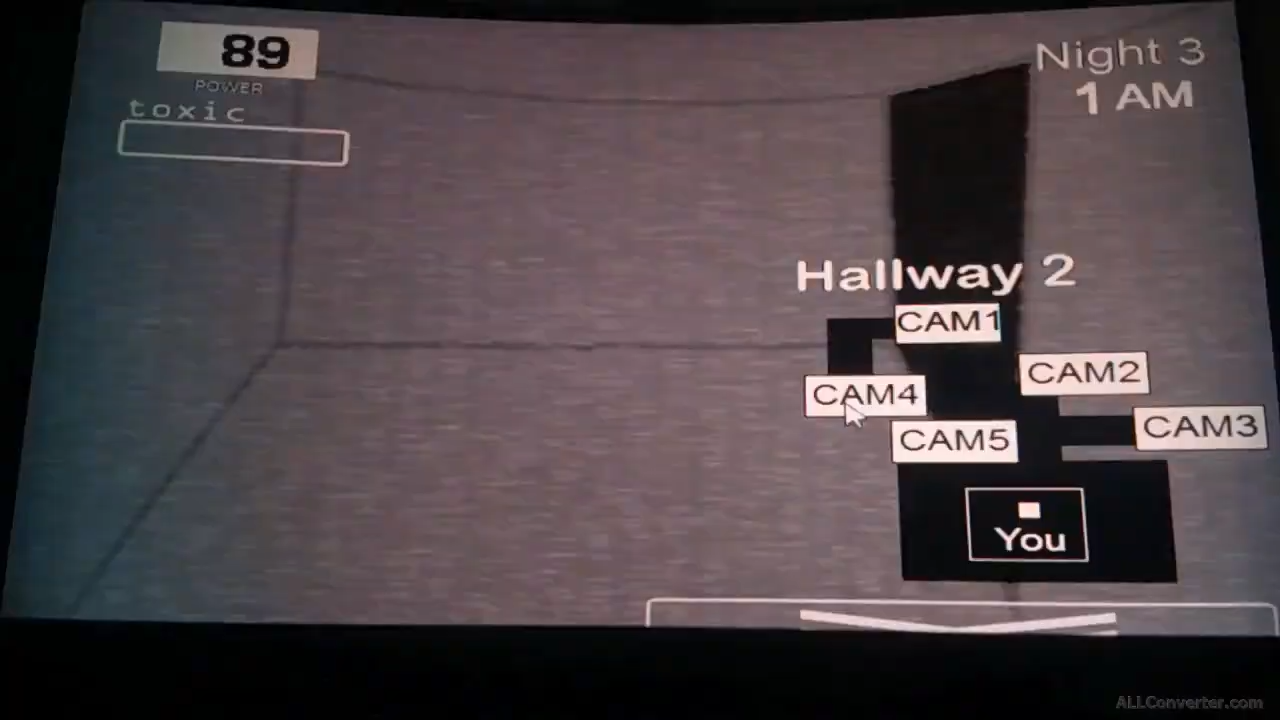 89
POWER
toxic
Night 3
1 AM
Hallway 2
CAM1
CAM2
CAM4
CAM3
CAM5
You
ALLConverter.com